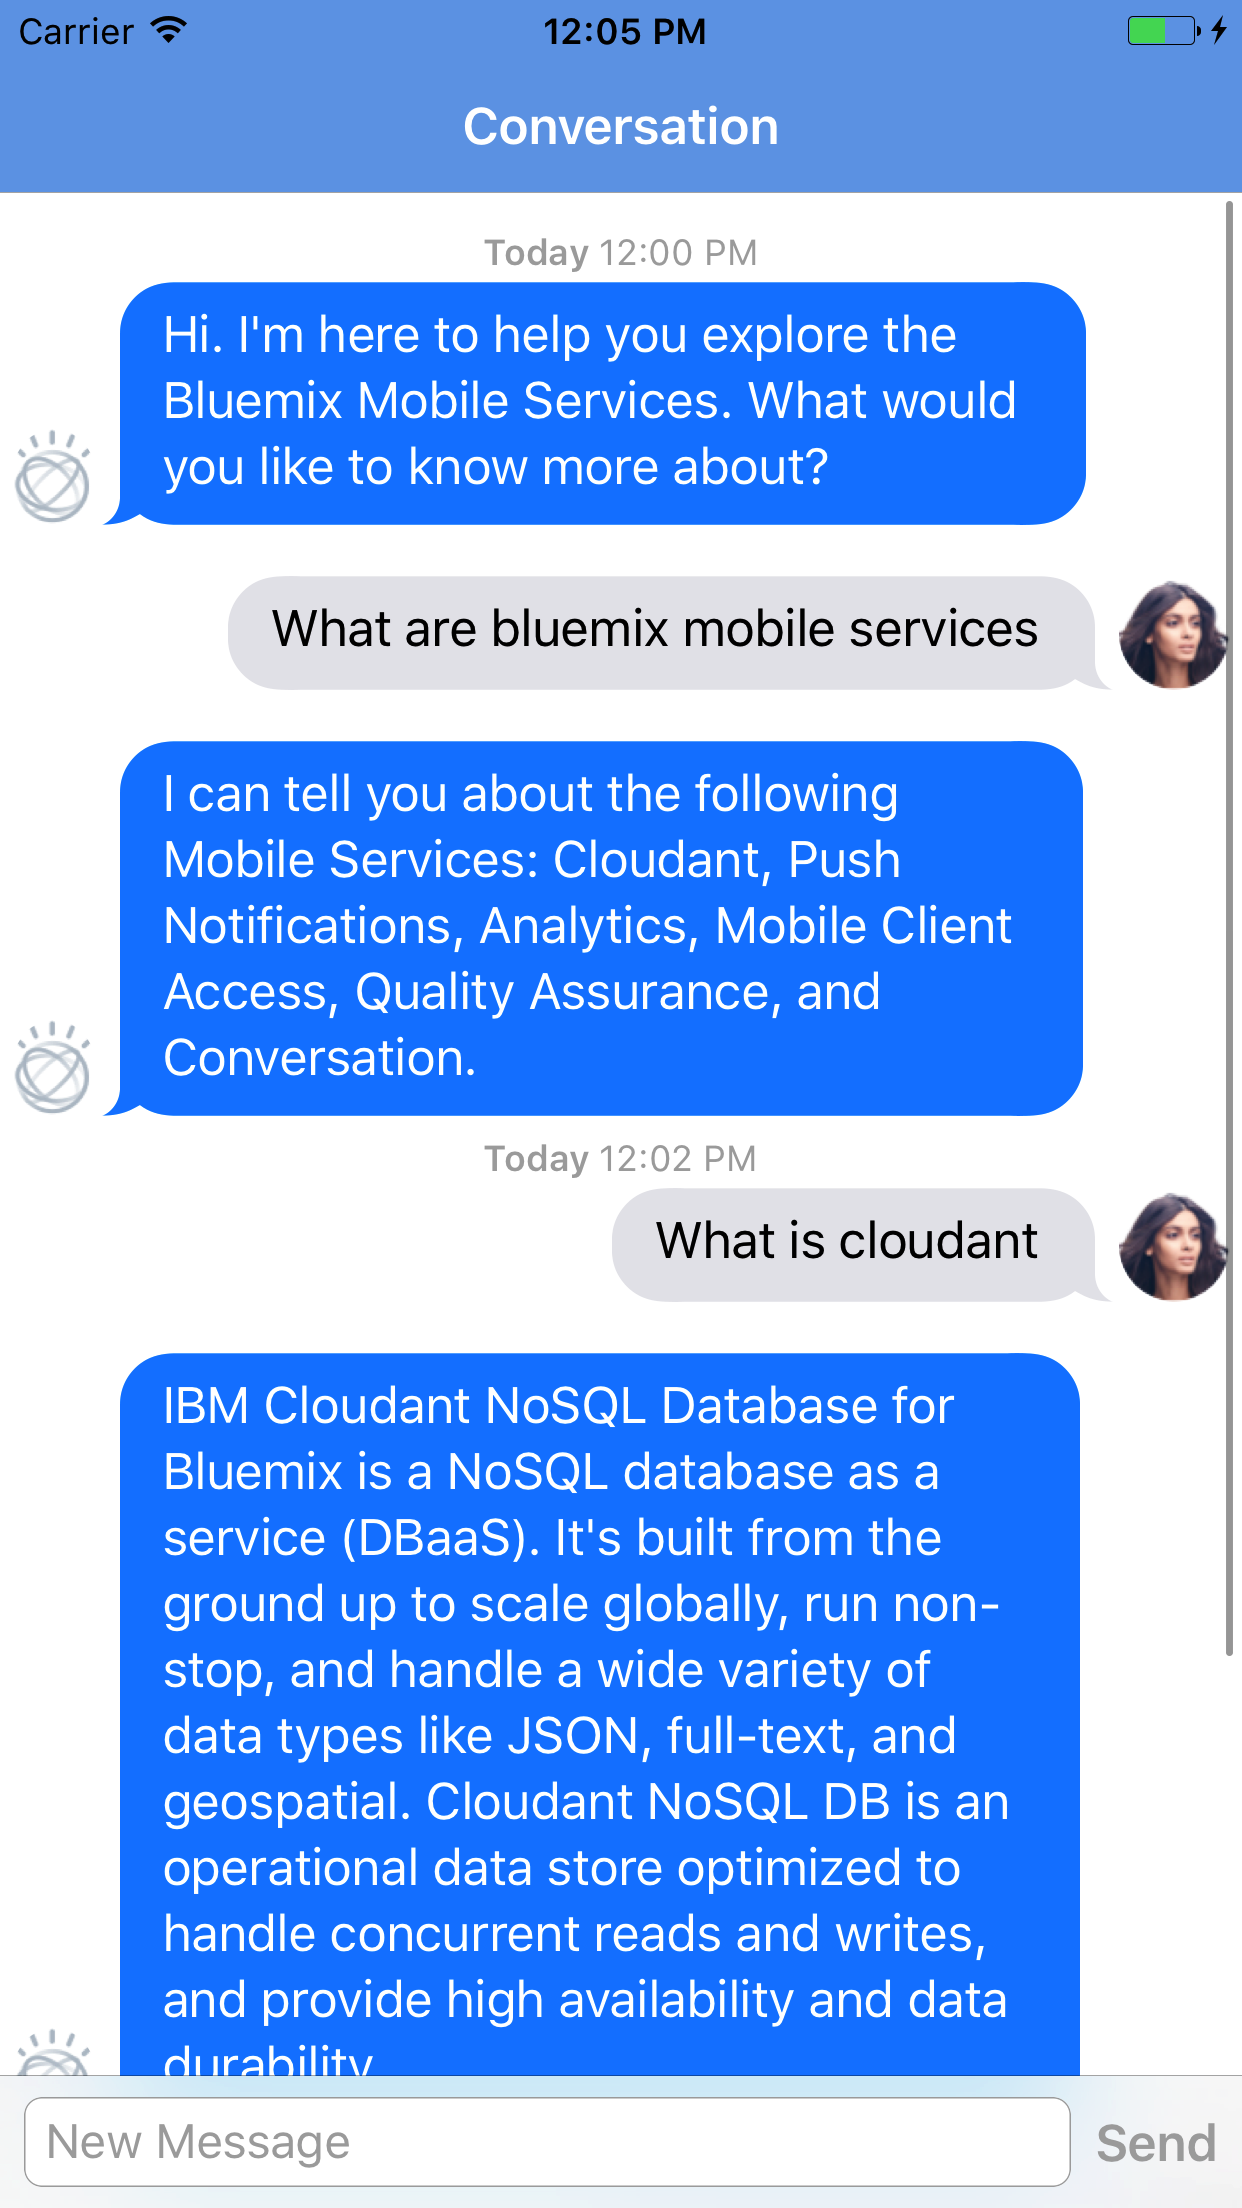 Carrier 12:05 PM
Conversation
Today 12:00 PM
Hi. I'm here to help you explore the
Bluemix Mobile Services. What would
you like to know more about?
What are bluemix mobile services
I can tell you about the following
Mobile Services: Cloudant, Push
Notifications, Analytics, Mobile Client
Access, Quality Assurance, and
Conversation.
Today 12:02 PM
What is cloudant
IBM Cloudant NoSQL Database for
Bluemix is a NoSQL database as a
service (DBaaS). It's built from the
ground up to scale globally, run non-
stop, and handle a wide variety of
data types like JSON, full-text, and
geospatial. Cloudant NoSQL DB is an
operational data store optimized to
handle concurrent reads and writes,
and provide high availability and data
durability
New Message Send